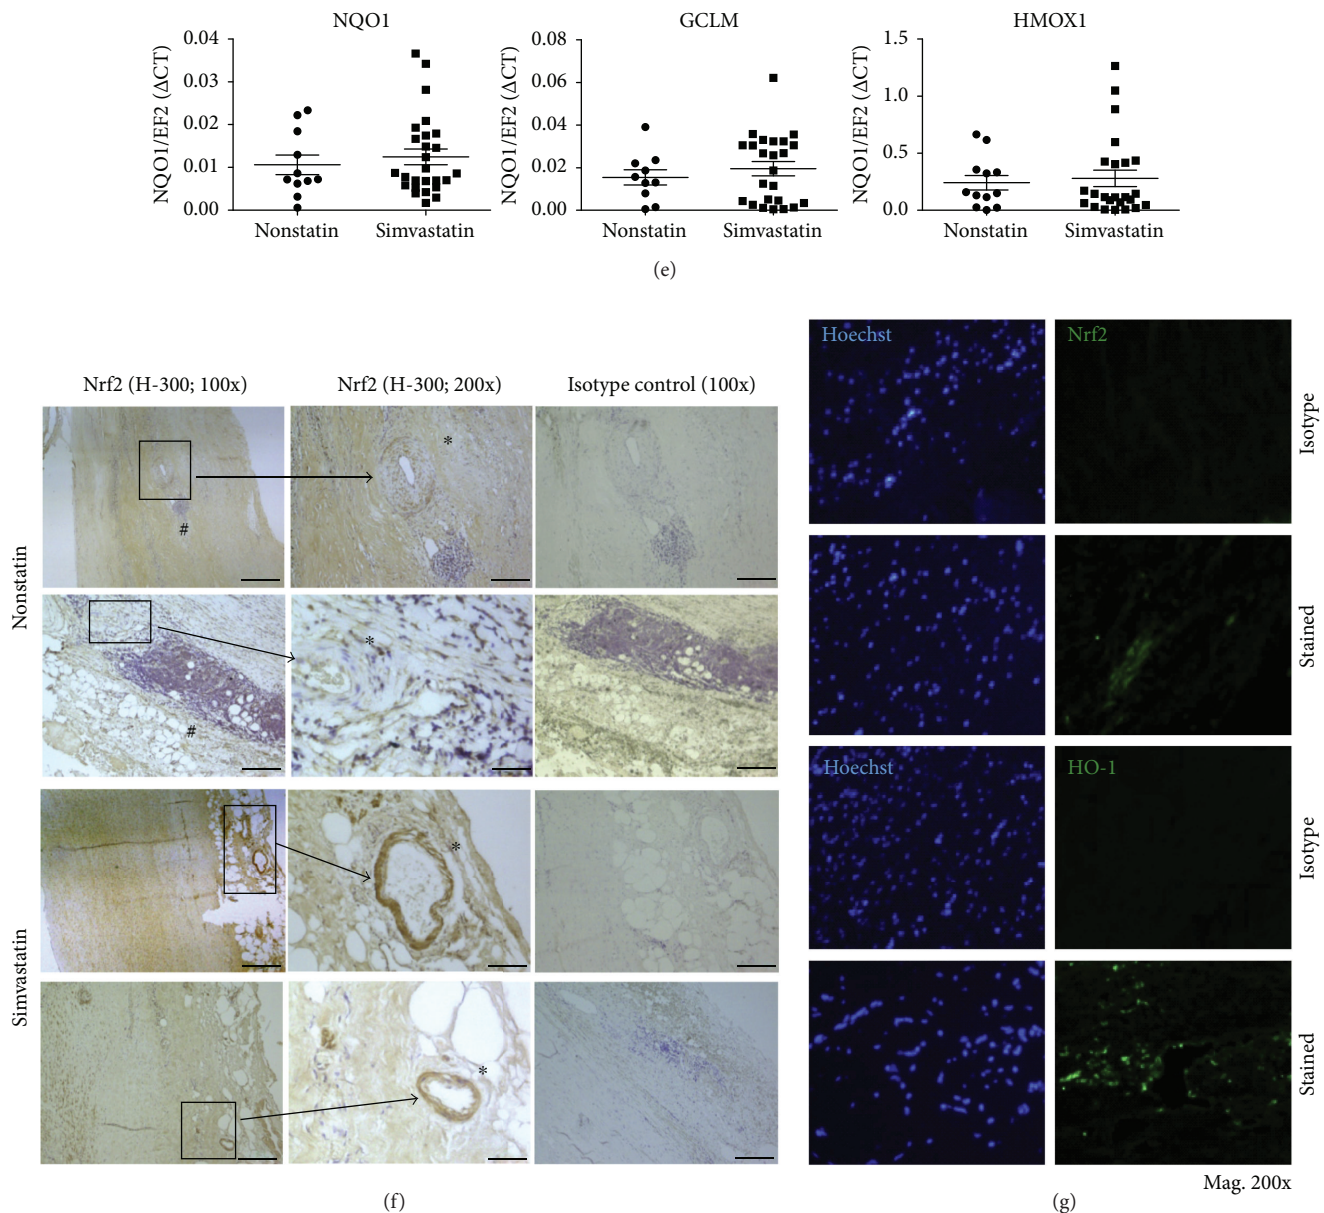 NQO1
GCLM
HMOX1
NQO1/EF2 (ΔCT)
0.04
0.03
0.02
0.01
0.00
Nonstatin
Simvastatin
NQO1/EF2 (ΔCT)
0.08
0.06
0.04
0.02
0.00
Nonstatin
Simvastatin
NQO1/EF2 (ΔCT)
1.5
1.0
0.5
0.0
Nonstatin
Simvastatin
(e)
Nrf2 (H-300; 100x)
Nrf2 (H-300; 200x)
Isotype control (100x)
Nonstatin
#
*
#
*
Simvastatin
*
*
(f)
Hoechst
Nrf2
Isotype
Stained
Hoechst
HO-1
Isotype
Stained
Mag. 200x
(g)